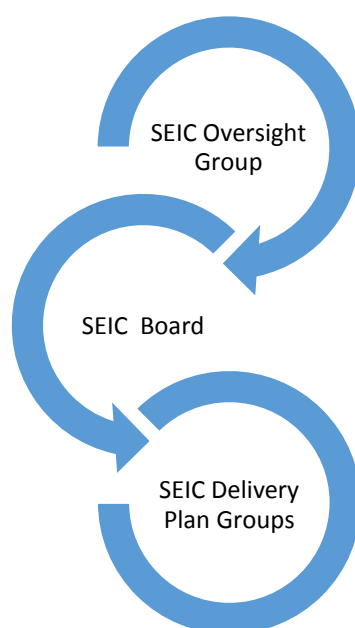 SEIC Oversight
Group
SEIC Board
SEIC Delivery
Plan Groups